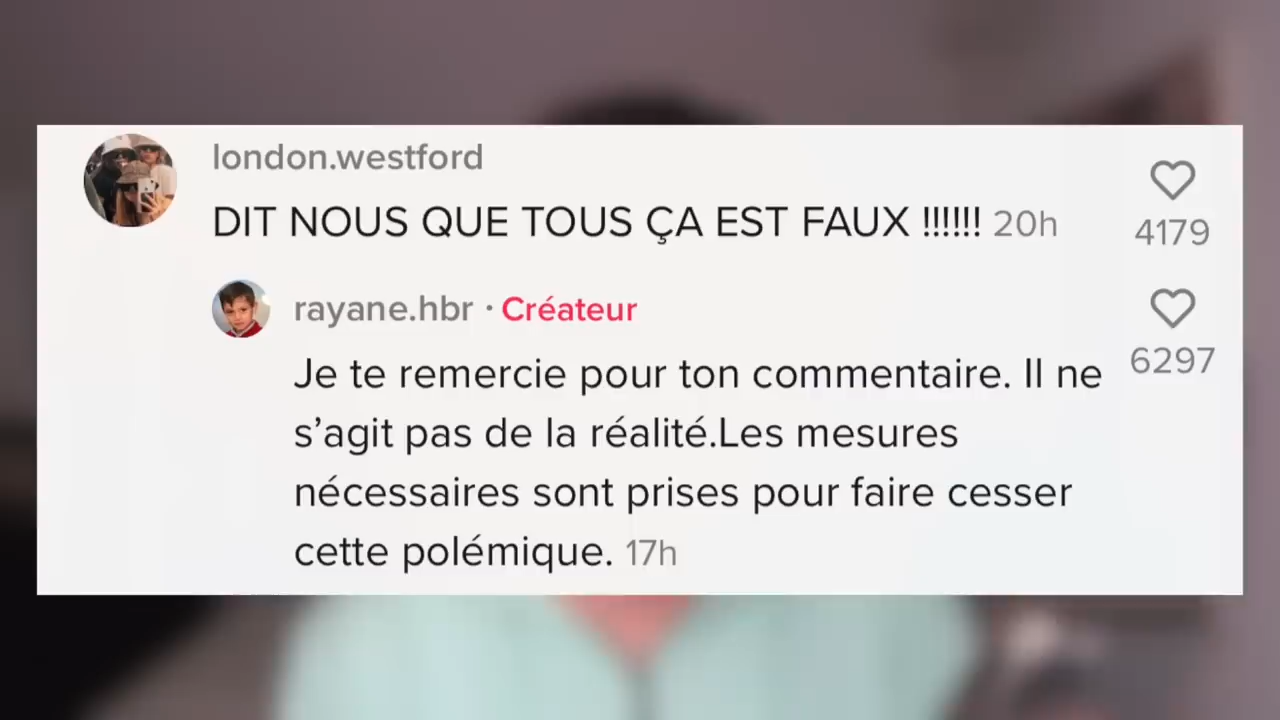 london.westford
DIT NOUS QUE TOUS ÇA EST FAUX !!!!!! 20h
4179
rayane.hbr · Créateur
Je te remercie pour ton commentaire. Il ne
s’agit pas de la réalité.Les mesures
nécessaires sont prises pour faire cesser
cette polémique. 17h
6297